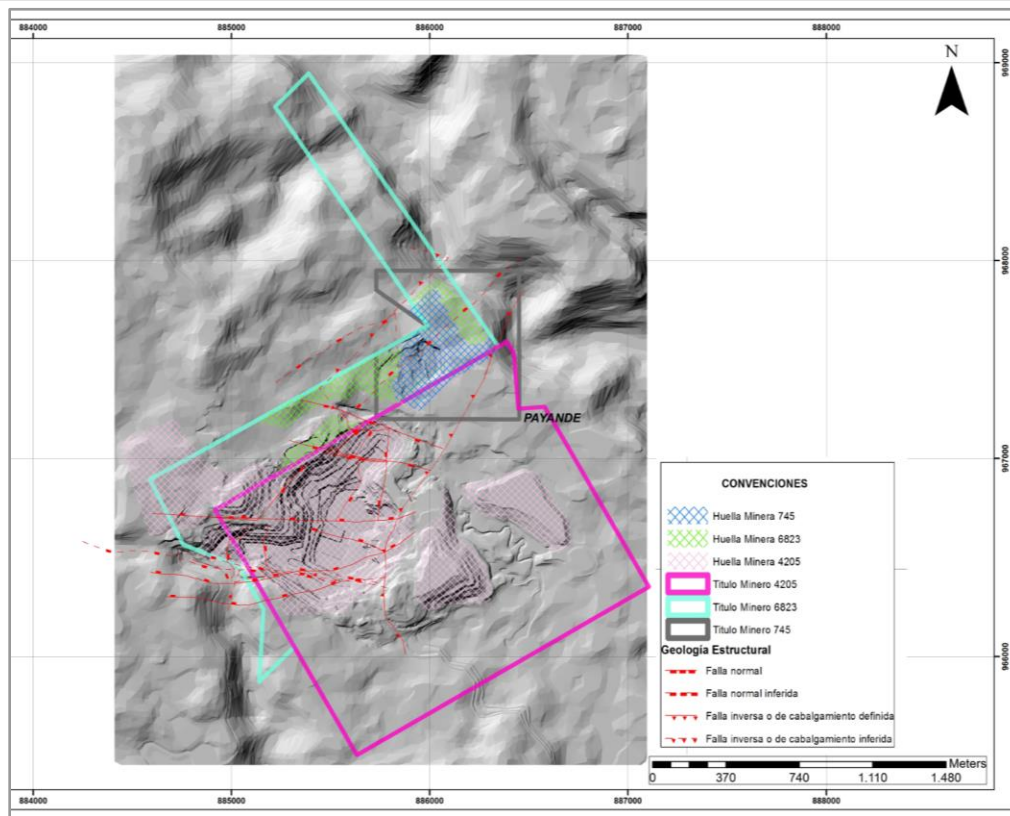 884000 885000 886000 887000 888000
N
969000
968000
967000
966000
PAYANDE
CONVENCIONES
Huella Minera 745
Huella Minera 6823
Huella Minera 4205
Titulo Minero 4205
Titulo Minero 6823
Titulo Minero 745
Geología Estructural
Falla normal
Falla normal inferida
Falla inversa o de cabalgamiento definida
Falla inversa o de cabalgamiento inferida
Meters
0 370 740 1.110 1.480
884000 885000 886000 887000 888000